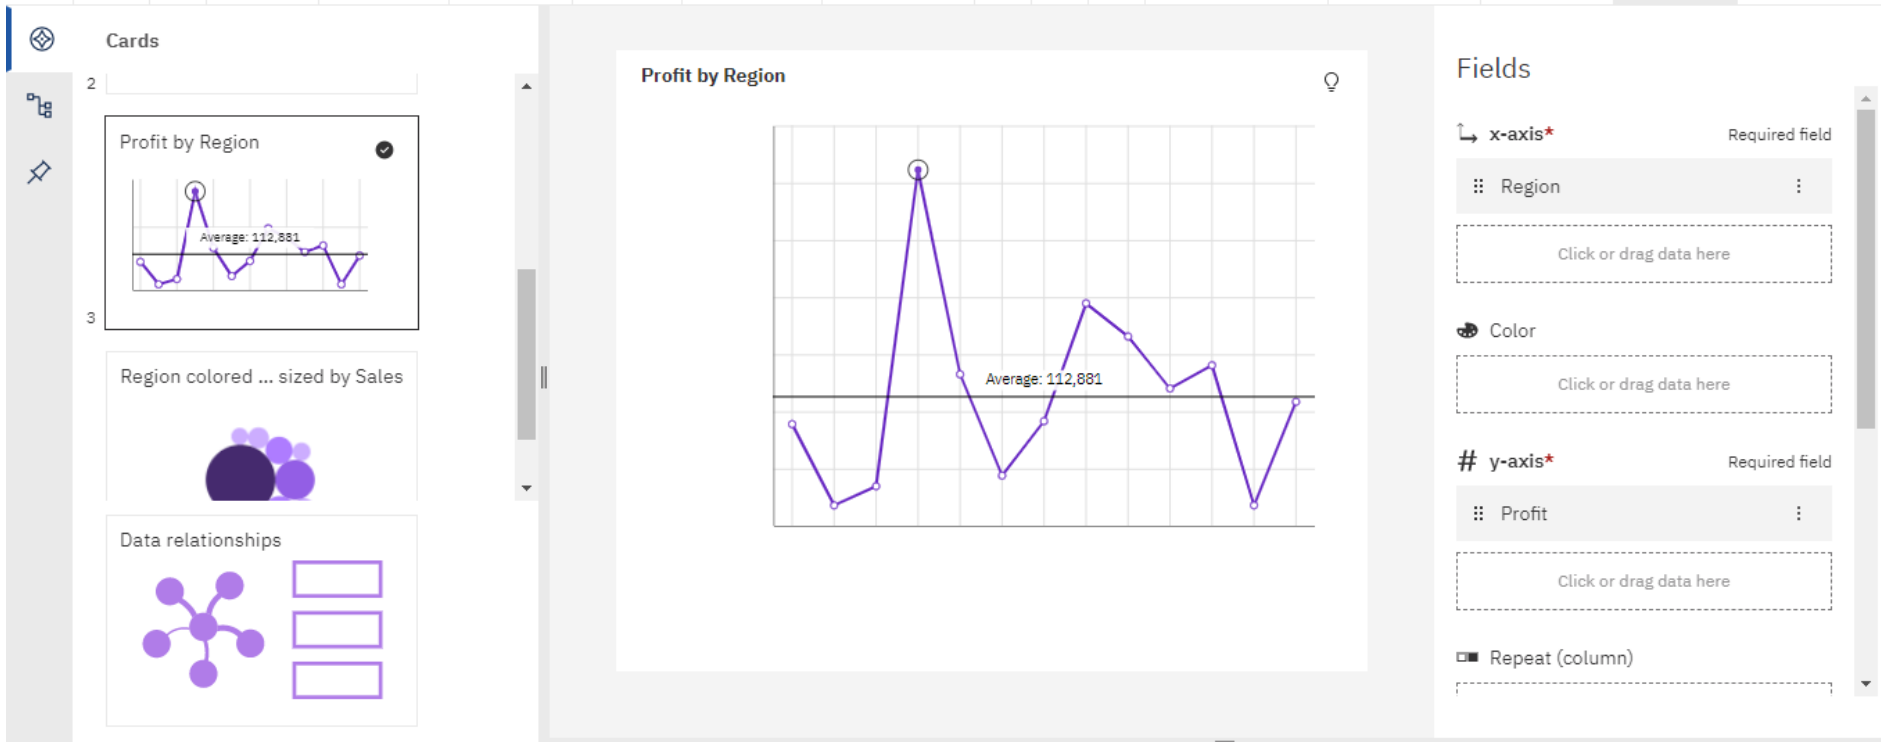 Cards
2
Profit by Region
Average: 112,881
3
Region colored ... sized by Sales
Data relationships
Profit by Region
Average: 112,881
Fields
x-axis* Required field
Region
Click or drag data here
Color
Click or drag data here
# y-axis* Required field
Profit
Click or drag data here
Repeat (column)